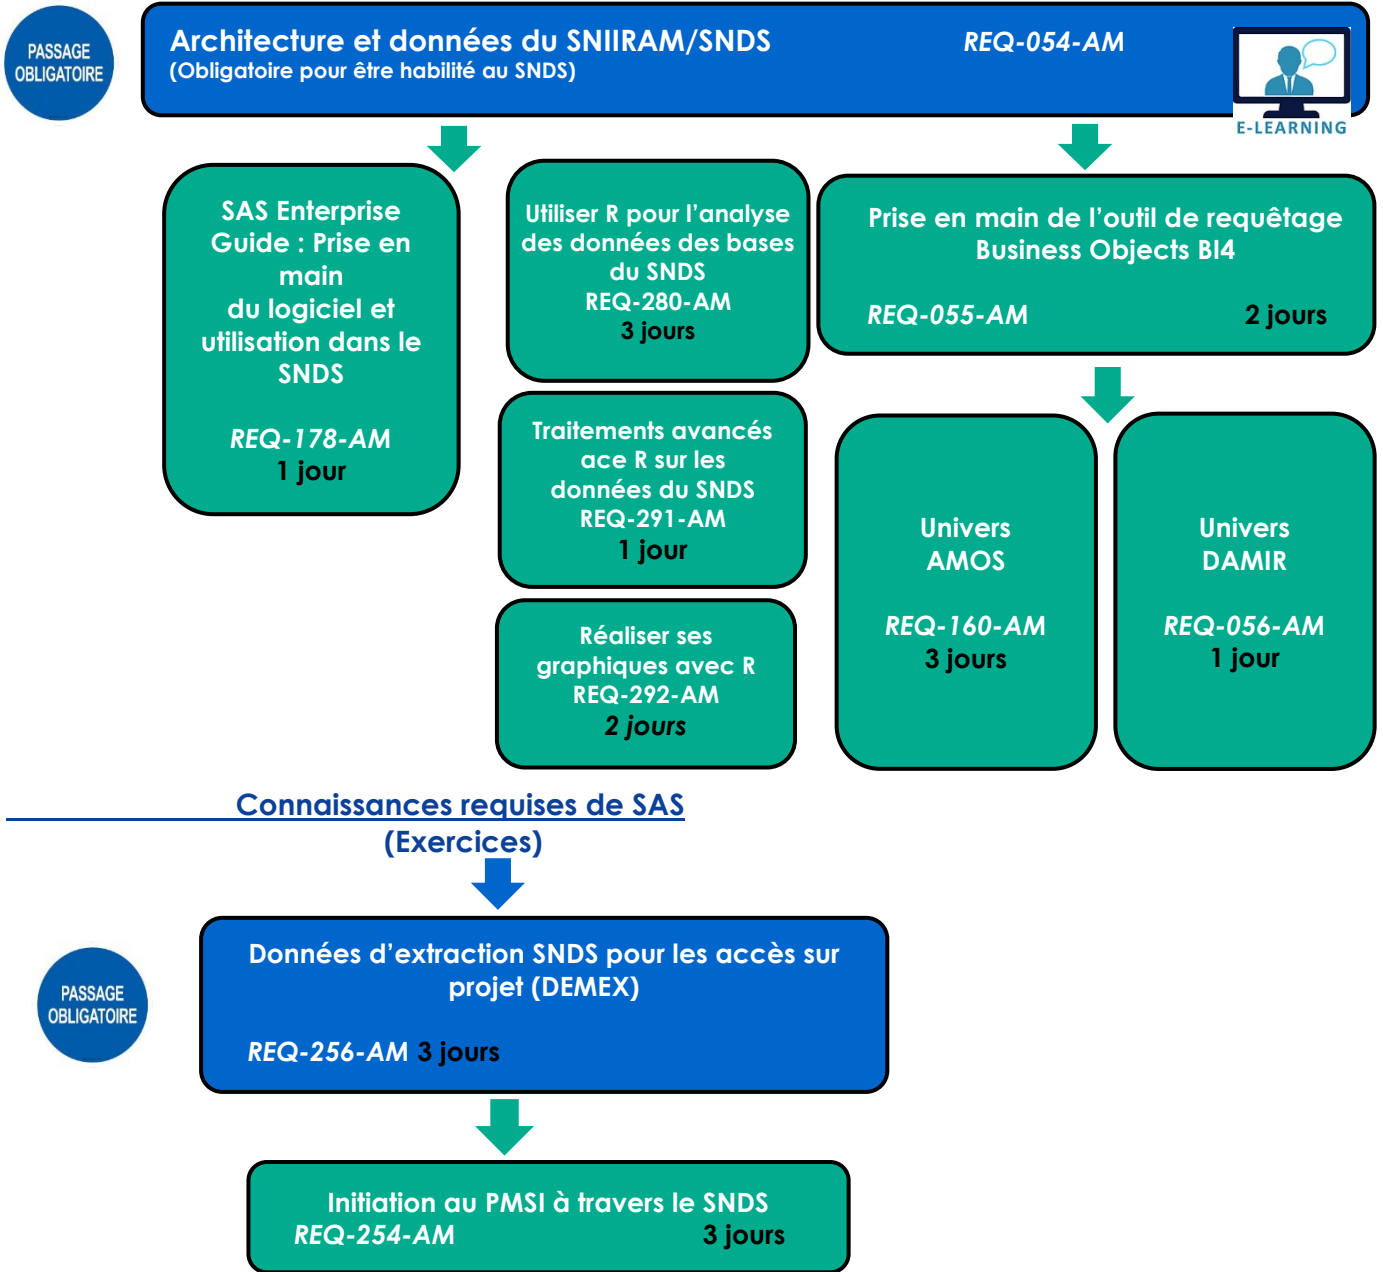 PASSAGE
OBLIGATOIRE
Architecture et données du SNIIRAM/SNDS REQ-054-AM
(Obligatoire pour être habilité au SNDS)
E-LEARNING
SAS Enterprise
Guide : Prise en
main
du logiciel et
utilisation dans le
SNDS
REQ-178-AM
1 jour
Utiliser R pour l’analyse
des données des bases
du SNDS
REQ-280-AM
3 jours
Traitements avancés
ace R sur les
données du SNDS
REQ-291-AM
1 jour
Réaliser ses
graphiques avec R
REQ-292-AM
2 jours
Prise en main de l’outil de requêtage
Business Objects BI4
REQ-055-AM 2 jours
Univers
AMOS
REQ-160-AM
3 jours
Univers
DAMIR
REQ-056-AM
1 jour
Connaissances requises de SAS
(Exercices)
PASSAGE
OBLIGATOIRE
Données d’extraction SNDS pour les accès sur
projet (DEMEX)
REQ-256-AM 3 jours
Initiation au PMSI à travers le SNDS
REQ-254-AM 3 jours